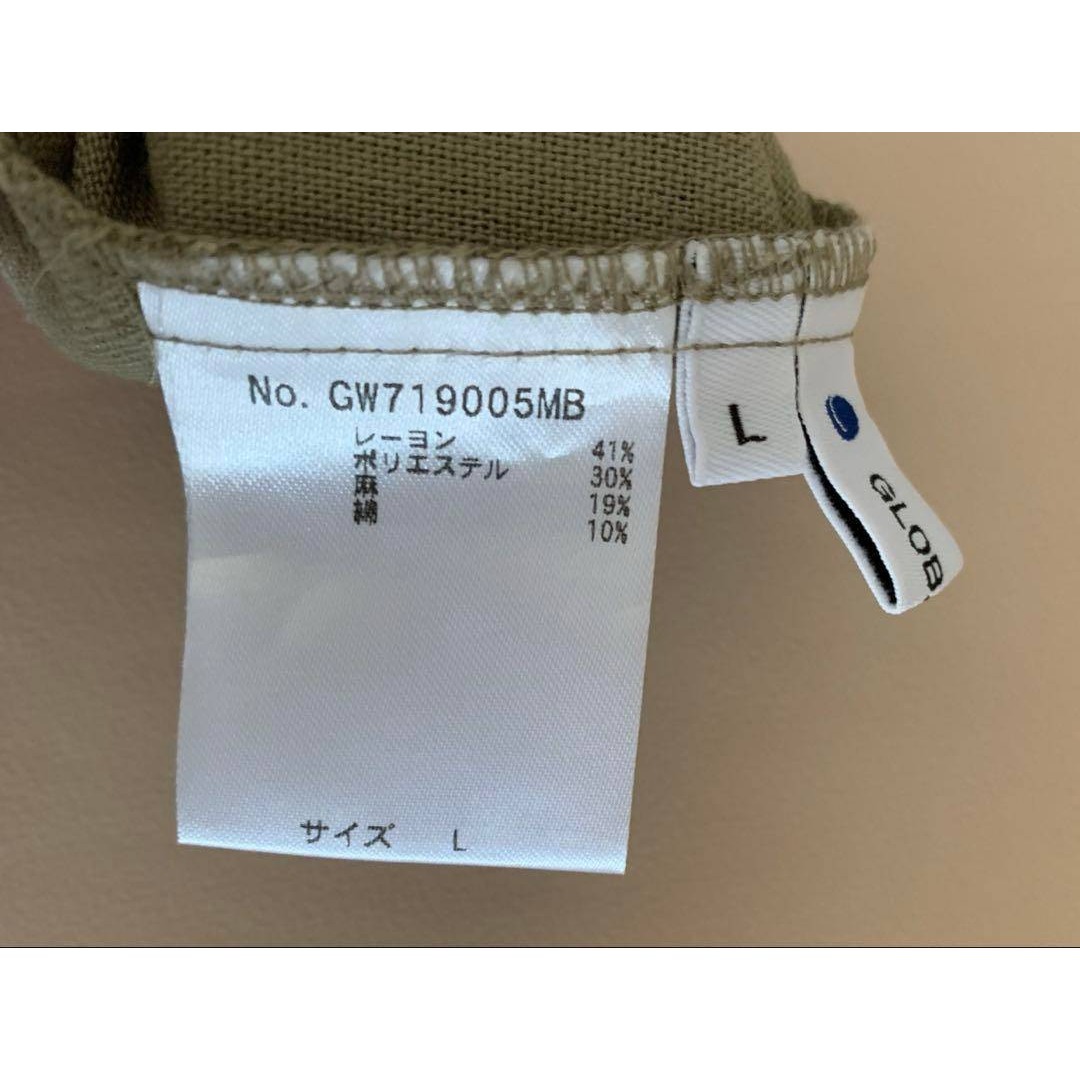 No. GW719005MB
レーヨン 41%
ポリエステル 30%
麻 19%
綿 10%
サイズ L
L
GLOB